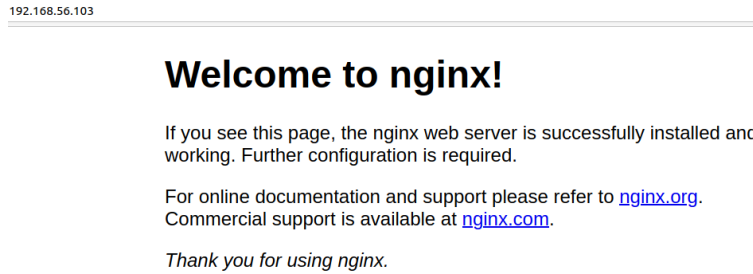 192.168.56.103
Welcome to nginx!
If you see this page, the nginx web server is successfully installed and
working. Further configuration is required.
For online documentation and support please refer to nginx.org.
Commercial support is available at nginx.com.
Thank you for using nginx.